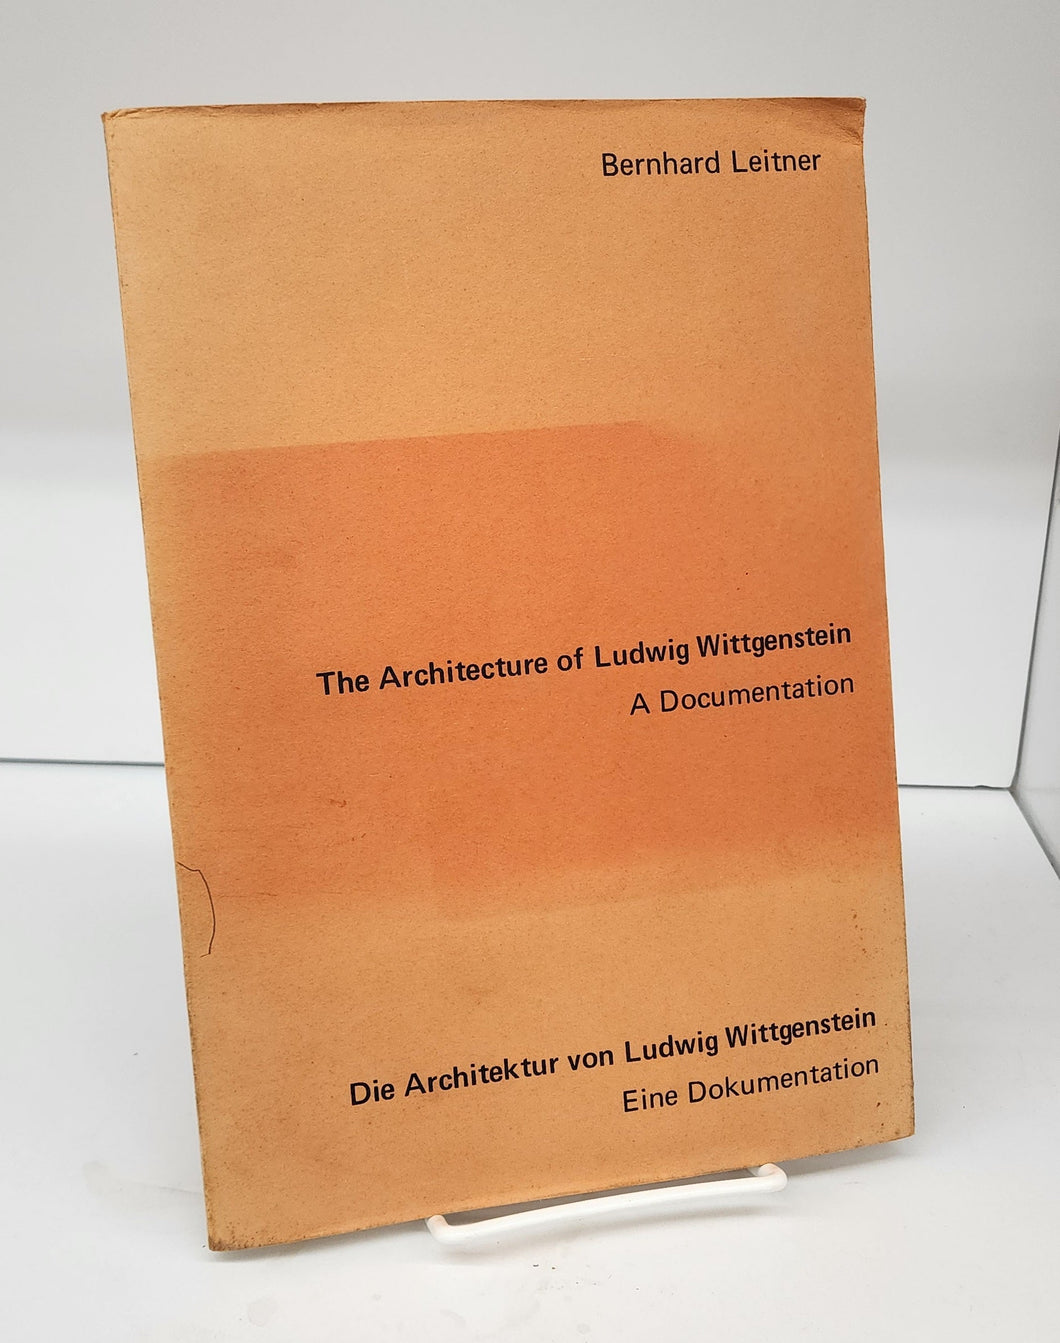 Bernhard Leitner
The Architecture of Ludwig Wittgenstein
A Documentation
Die Architektur von Ludwig Wittgenstein
Eine Dokumentation